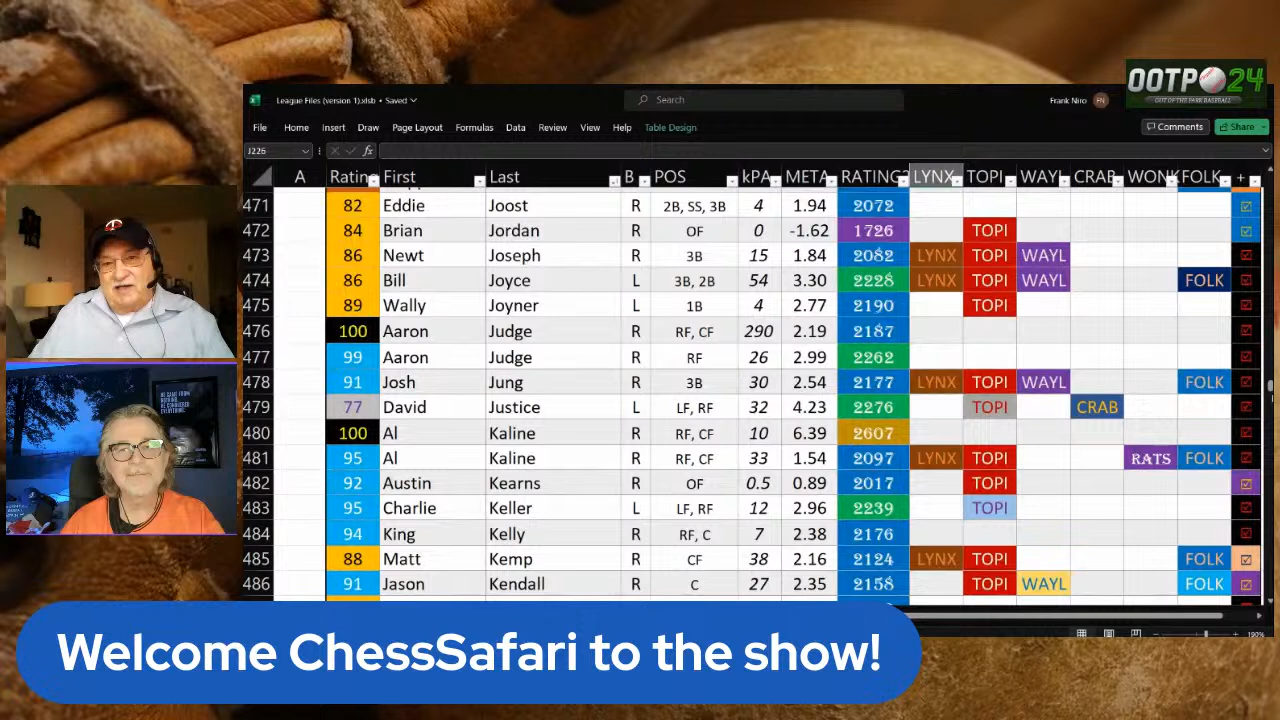 OOTP 24
OUT OF THE PARK BASEBALL
League Files (version 1).xlsb • Saved
Search
Frank Niro FN
File Home Insert Draw Page Layout Formulas Data Review View Help Table Design
Comments Share
J226 fx
A Rating First Last B POS kPA META RATING2 LYNX TOPI WAYL CRAB WONK FOLK +
471 82 Eddie Joost R 2B, SS, 3B 4 1.94 2072
472 84 Brian Jordan R OF 0 -1.62 1726 TOPI
473 86 Newt Joseph R 3B 15 1.84 2082 LYNX TOPI WAYL
474 86 Bill Joyce L 3B, 2B 54 3.30 2228 LYNX TOPI WAYL FOLK
475 89 Wally Joyner L 1B 4 2.77 2190 TOPI
476 100 Aaron Judge R RF, CF 290 2.19 2187
477 99 Aaron Judge R RF 26 2.99 2262
478 91 Josh Jung R 3B 30 2.54 2177 LYNX TOPI WAYL FOLK
479 77 David Justice L LF, RF 32 4.23 2276 TOPI CRAB
480 100 Al Kaline R RF, CF 10 6.39 2607
481 95 Al Kaline R RF, CF 33 1.54 2097 LYNX TOPI RATS FOLK
482 92 Austin Kearns R OF 0.5 0.89 2017 TOPI
483 95 Charlie Keller L LF, RF 12 2.96 2239 TOPI
484 94 King Kelly R RF, C 7 2.38 2176
485 88 Matt Kemp R CF 38 2.16 2124 LYNX TOPI FOLK
486 91 Jason Kendall R C 27 2.35 2158 TOPI WAYL FOLK
HE CAME FROM
NOTHING.
HE CONQUERED
EVERYTHING.
190%
Welcome ChessSafari to the show!